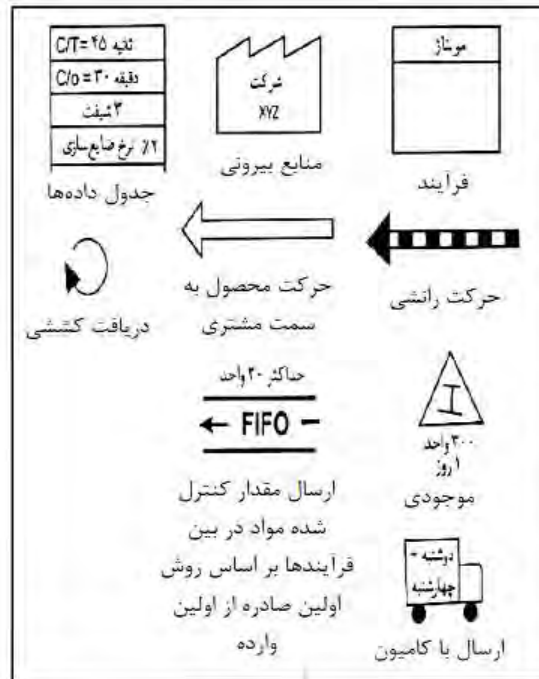 مونتاژ
فرآیند
شرکت
XYZ
منابع بیرونی
ثانیه ۴۵ = C/T
دقیقه ۳۰ = C/o
۳ شیفت
۲٪ نرخ ضایع سازی
جدول داده‌ها
حرکت رانشی
حرکت محصول به
سمت مشتری
دریافت کششی
I
۳۰۰ واحد
۱ روز
موجودی
حداکثر ۲۰ واحد
FIFO
ارسال مقدار کنترل
شده مواد در بین
فرآیندها بر اساس روش
اولین صادره از اولین
وارده
دوشنبه +
چهارشنبه
ارسال با کامیون